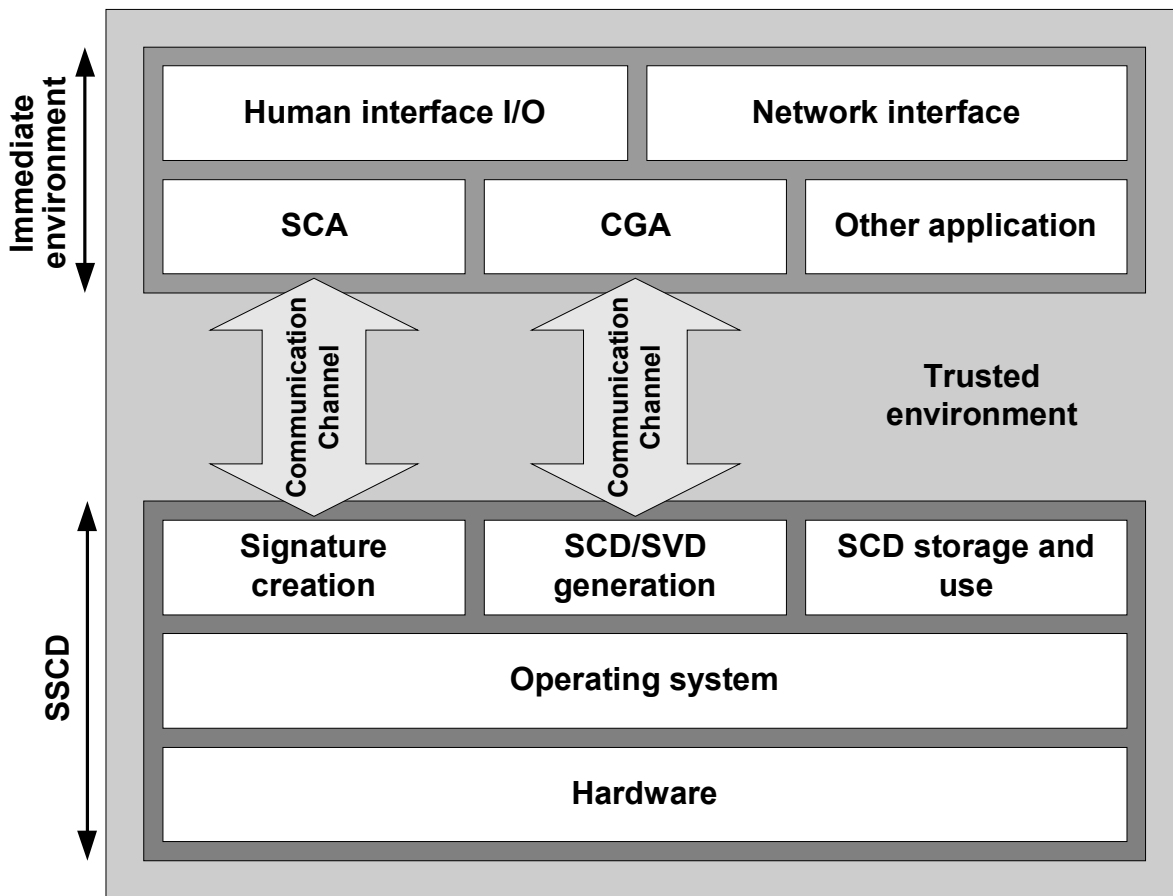 Immediate
environment
Human interface I/O
Network interface
SCA
CGA
Other application
Communication
Channel
Communication
Channel
Trusted
environment
SSCD
Signature
creation
SCD/SVD
generation
SCD storage and
use
Operating system
Hardware